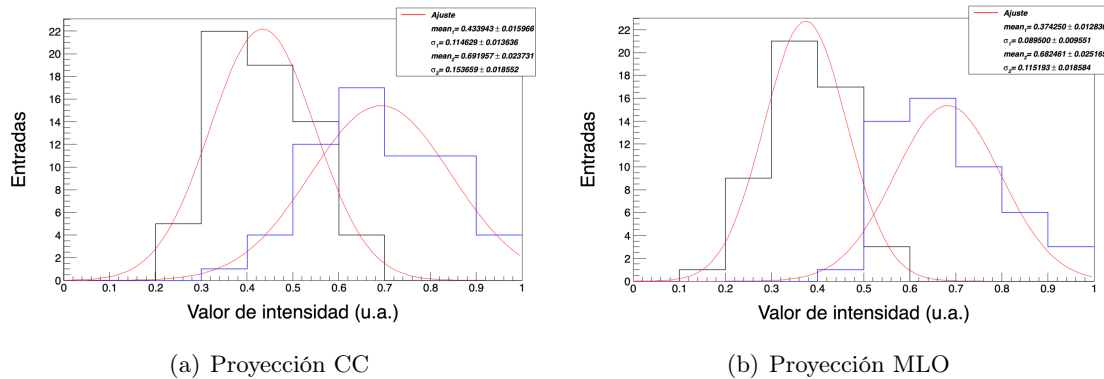 Ajuste
mean₁= 0.433943 ± 0.015966
σ₁= 0.114629 ± 0.013636
mean₂= 0.691957 ± 0.023731
σ₂= 0.153659 ± 0.018552
Entradas
22
20
18
16
14
12
10
8
6
4
2
0
0 0.1 0.2 0.3 0.4 0.5 0.6 0.7 0.8 0.9 1
Valor de intensidad (u.a.)
(a) Proyección CC
Ajuste
mean₁= 0.374250 ± 0.012830
σ₁= 0.089500 ± 0.009551
mean₂= 0.682461 ± 0.025165
σ₂= 0.115193 ± 0.018584
Entradas
22
20
18
16
14
12
10
8
6
4
2
0
0 0.1 0.2 0.3 0.4 0.5 0.6 0.7 0.8 0.9 1
Valor de intensidad (u.a.)
(b) Proyección MLO